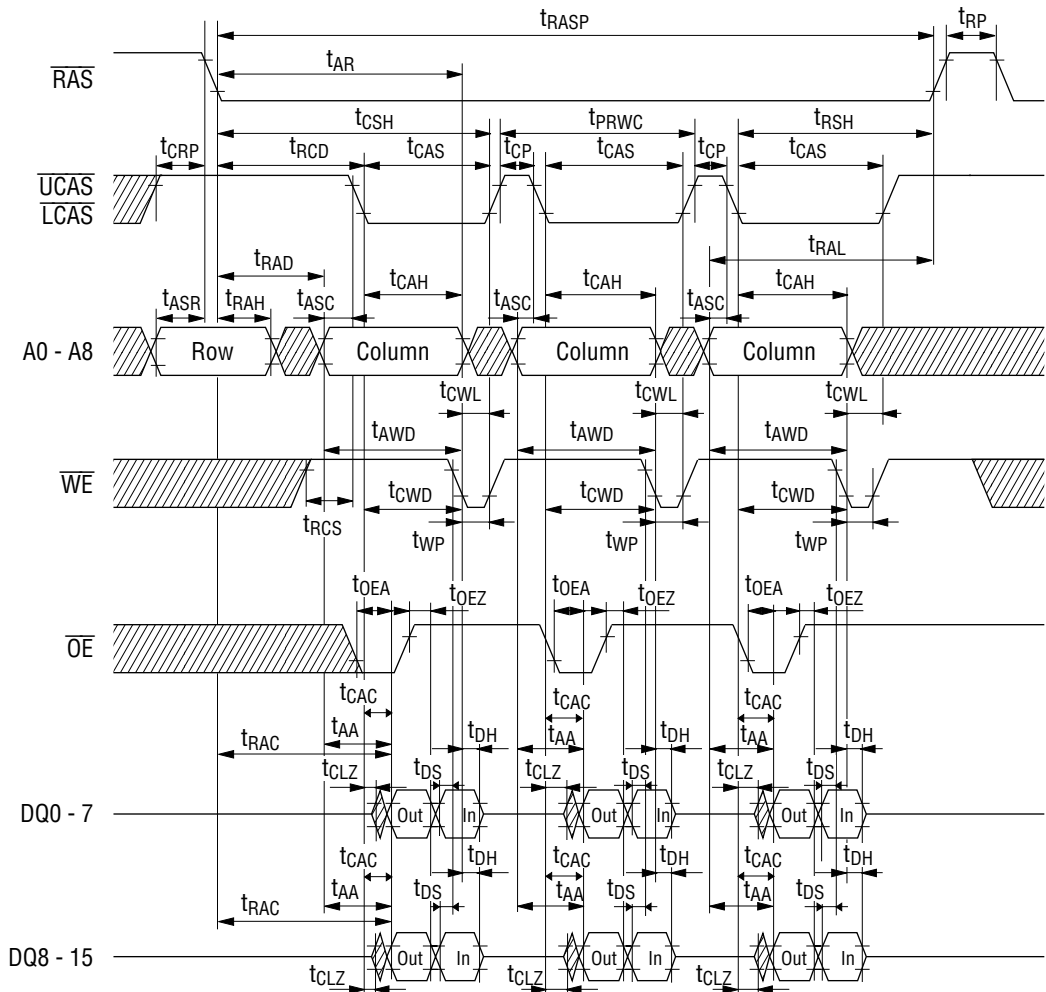 tRASP tRP
tAR
RAS
tCSH tPRWC tRSH
tCRP tRCD tCAS tCP tCAS tCP tCAS
UCAS
LCAS
tRAD tRAL
tCAH tCAH tCAH
tASR tRAH tASC tASC tASC
A0 - A8 Row Column Column Column
tCWL tCWL tCWL
tAWD tAWD tAWD
WE
tCWD tCWD tCWD
tRCS tWP tWP tWP
tOEA tOEZ tOEA tOEZ tOEA tOEZ
OE
tCAC tCAC tCAC
tRAC tAA tDH tAA tDH tAA tDH
tCLZ tDS tCLZ tDS tCLZ tDS
DQ0 - 7 Out In Out In Out In
tCAC tDH tCAC tDH tCAC tDH
tRAC tAA tDS tAA tDS tAA tDS
DQ8 - 15 Out In Out In Out In
tCLZ tCLZ tCLZ